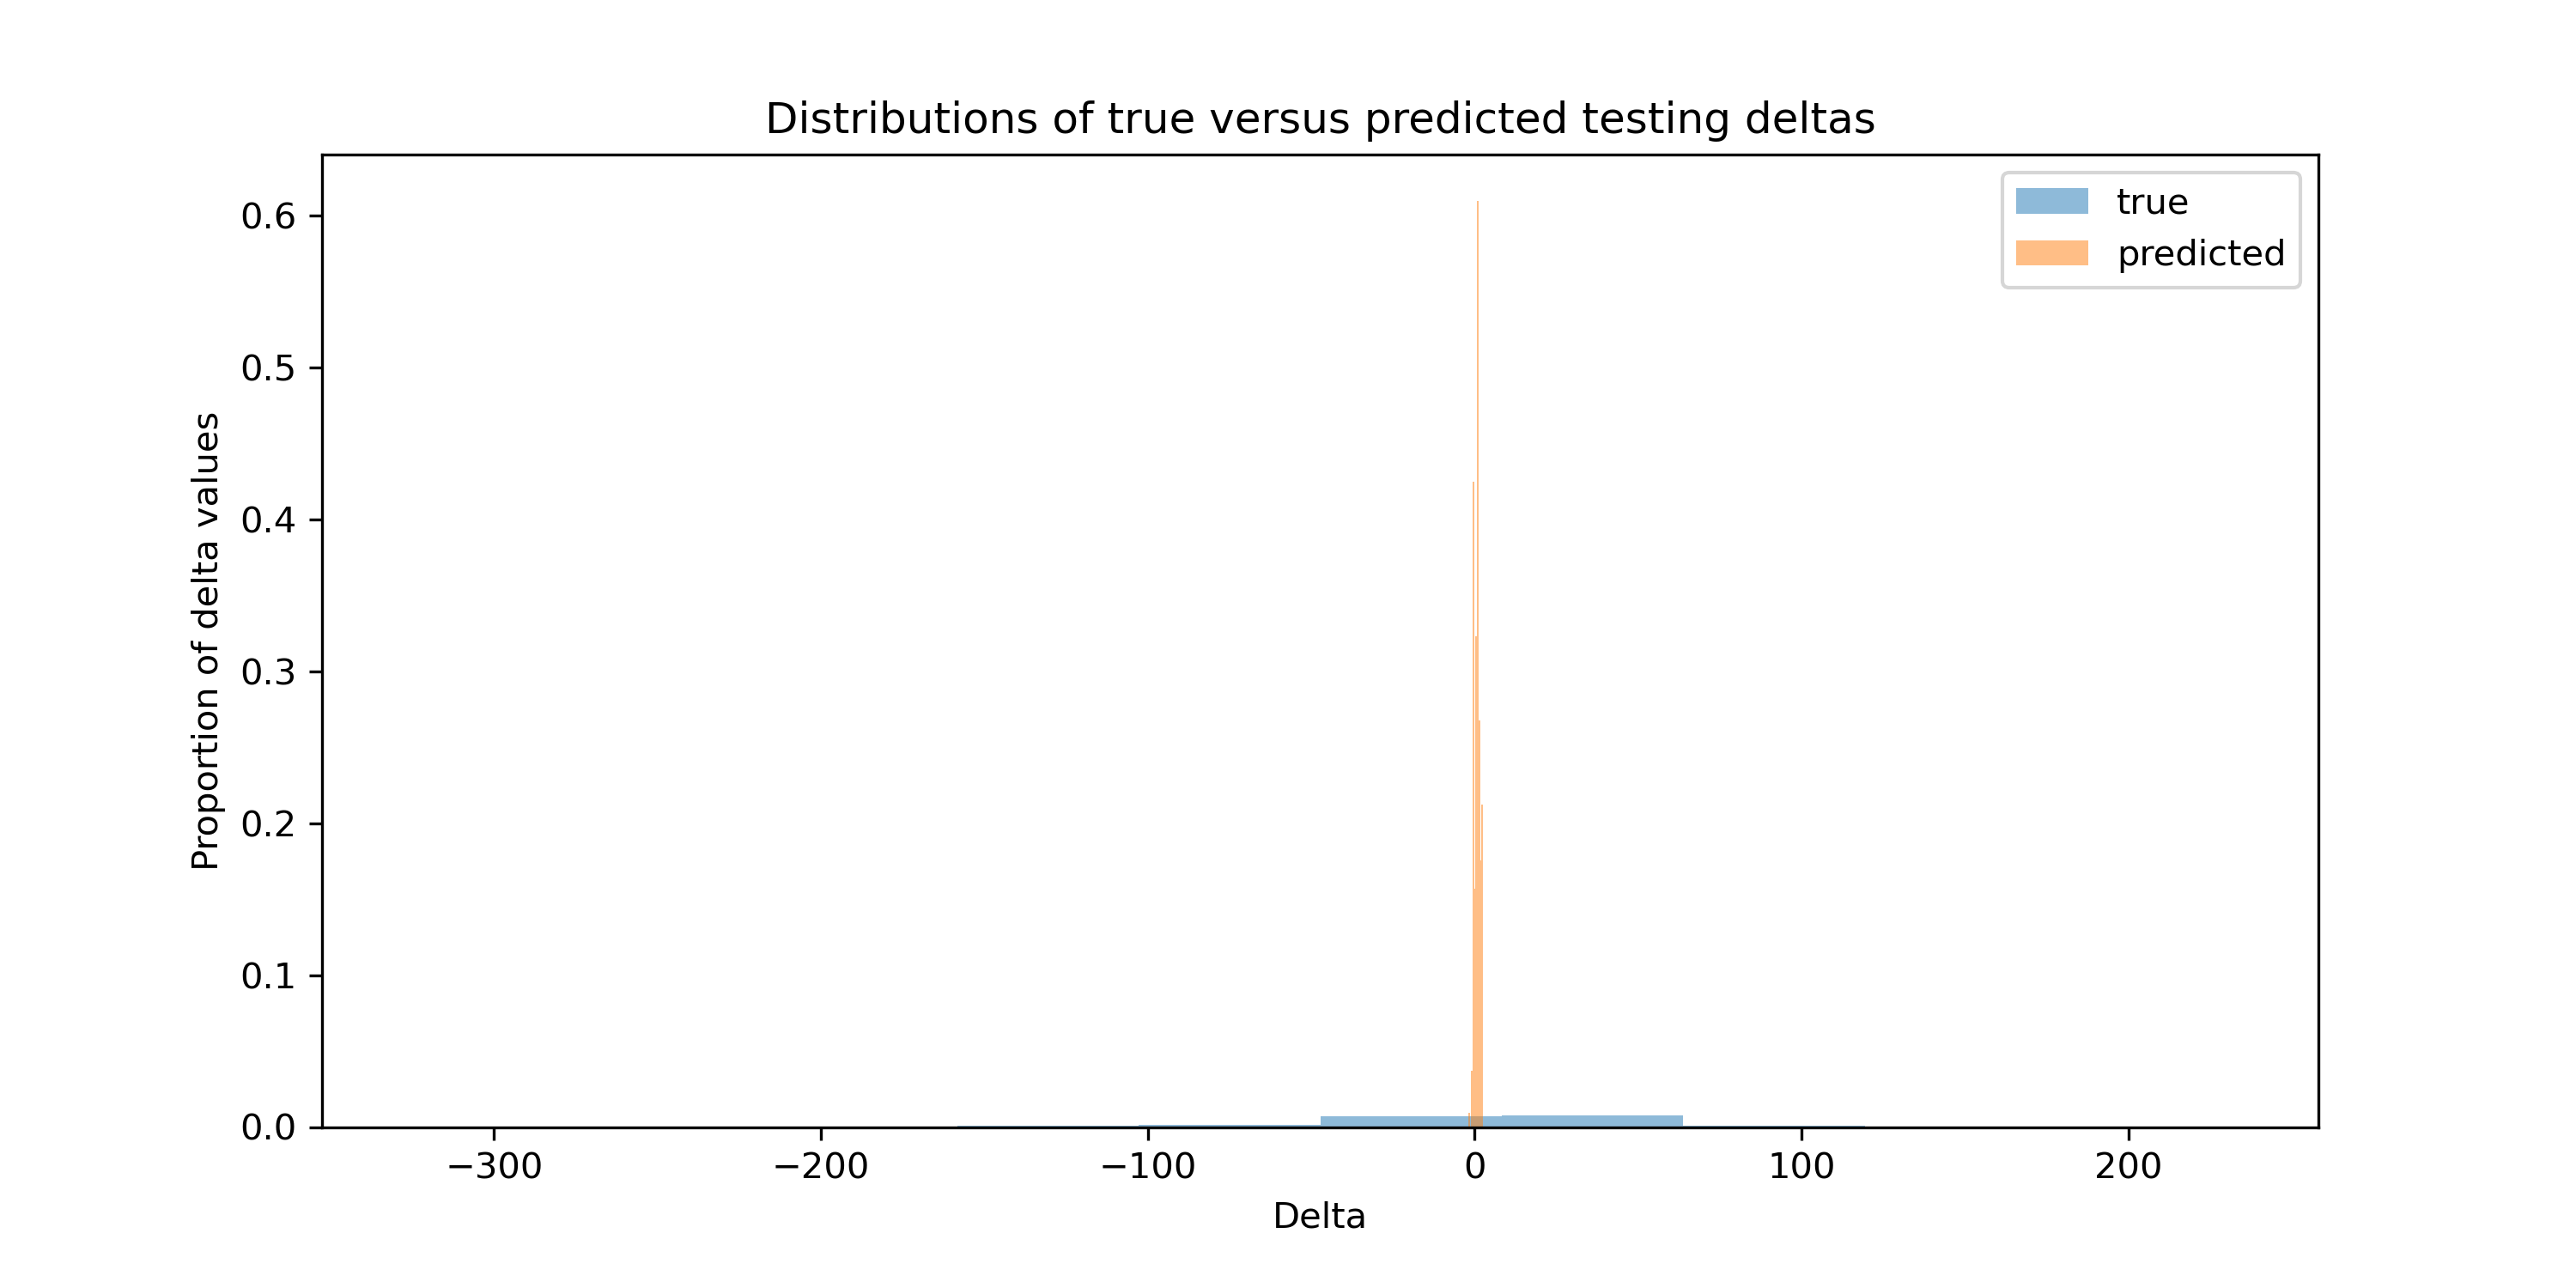 Distributions of true versus predicted testing deltas
true
predicted
Proportion of delta values
0.6
0.5
0.4
0.3
0.2
0.1
0.0
−300
−200
−100
0
100
200
Delta